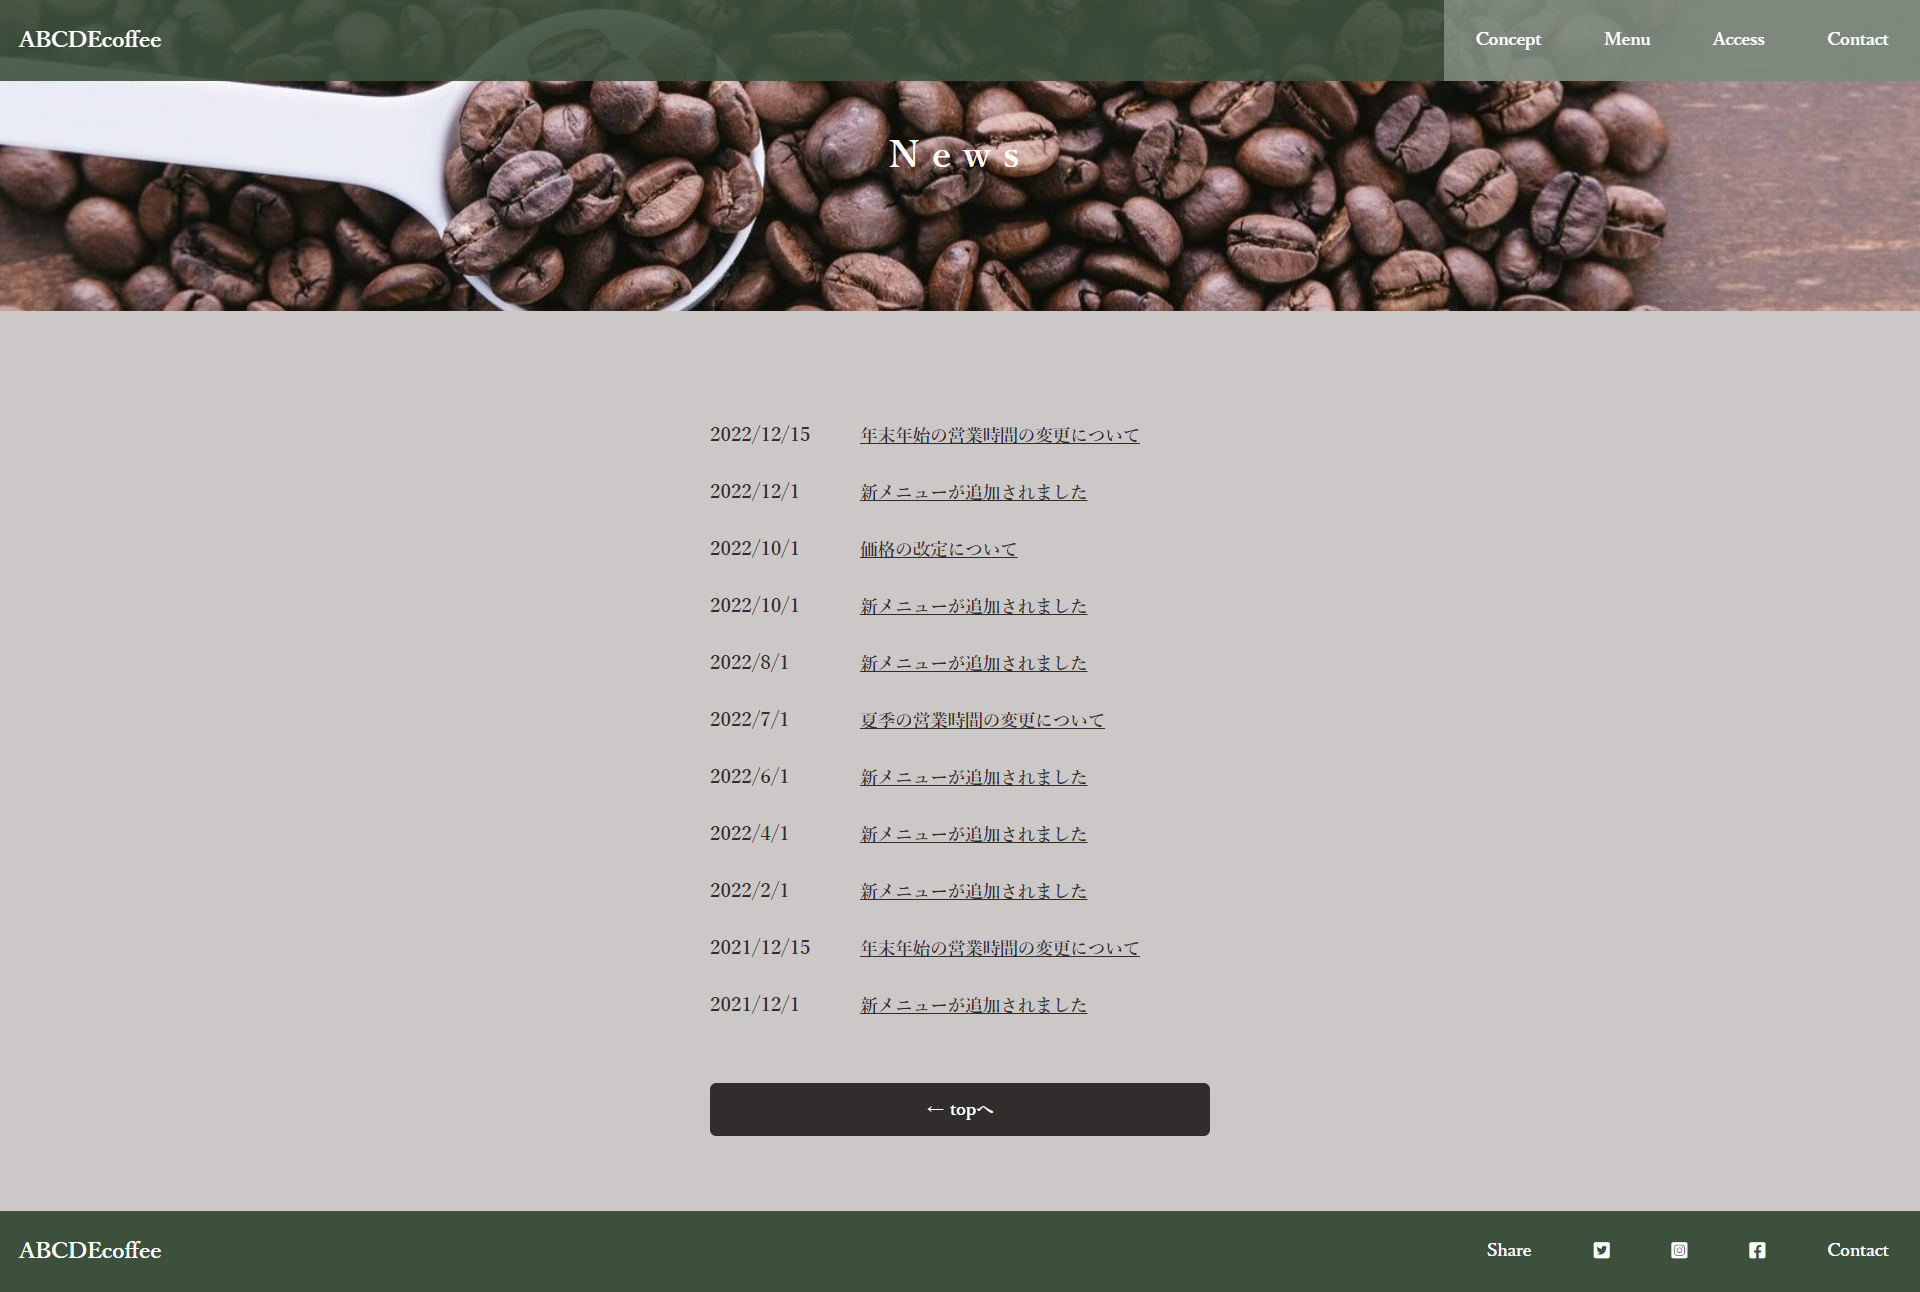 ABCDEcoffee
Concept Menu Access Contact
News
2022/12/15 年末年始の営業時間の変更について
2022/12/1 新メニューが追加されました
2022/10/1 価格の改定について
2022/10/1 新メニューが追加されました
2022/8/1 新メニューが追加されました
2022/7/1 夏季の営業時間の変更について
2022/6/1 新メニューが追加されました
2022/4/1 新メニューが追加されました
2022/2/1 新メニューが追加されました
2021/12/15 年末年始の営業時間の変更について
2021/12/1 新メニューが追加されました
← topへ
ABCDEcoffee
Share Contact